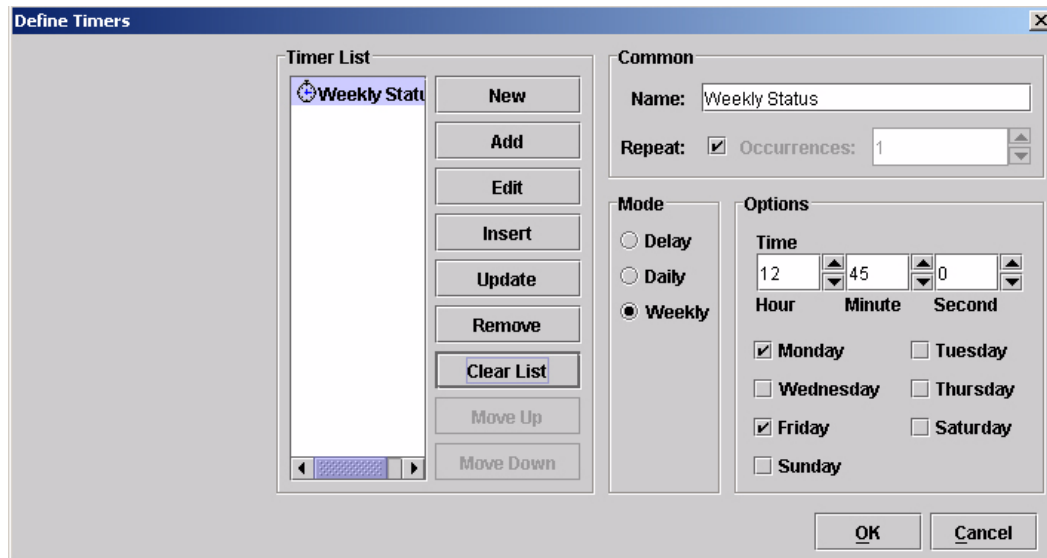 Define Timers
Timer List
Weekly Statu
New
Add
Edit
Insert
Update
Remove
Clear List
Move Up
Move Down
Common
Name: Weekly Status
Repeat: Occurrences: 1
Mode
Delay
Daily
Weekly
Options
Time
12 45 0
Hour Minute Second
Monday Tuesday
Wednesday Thursday
Friday Saturday
Sunday
OK Cancel